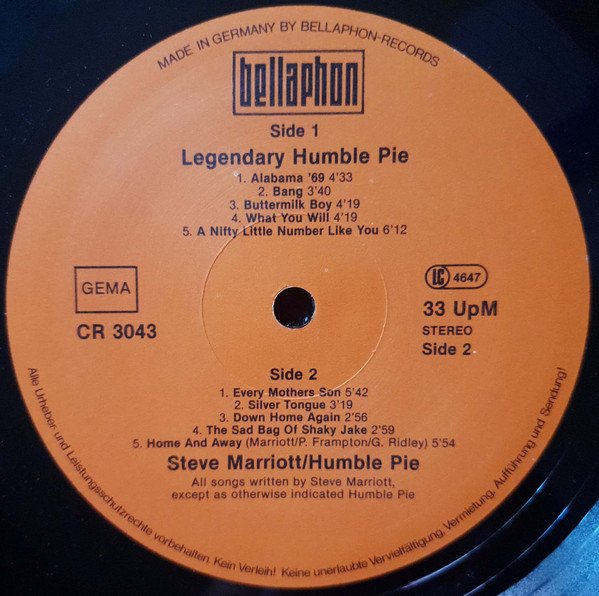 MADE IN GERMANY BY BELLAPHON-RECORDS
bellaphon
Side 1
Legendary Humble Pie
1. Alabama '69 4'33
2. Bang 3'40
3. Buttermilk Boy 4'19
4. What You Will 4'19
5. A Nifty Little Number Like You 6'12
GEMA
CR 3043
LC 4647
33 UpM
STEREO
Side 2
Side 2
1. Every Mothers Son 5'42
2. Silver Tongue 3'19
3. Down Home Again 2'56
4. The Sad Bag Of Shaky Jake 2'59
5. Home And Away (Marriott/P. Frampton/G. Ridley) 5'54
Steve Marriott/Humble Pie
All songs written by Steve Marriott,
except as otherwise indicated Humble Pie
Alle Urheber und Leistungsschutzrechte vorbehalten. Kein Verleih! Keine unerlaubte Vervielfältigung, Vermietung, Aufführung und Sendung!